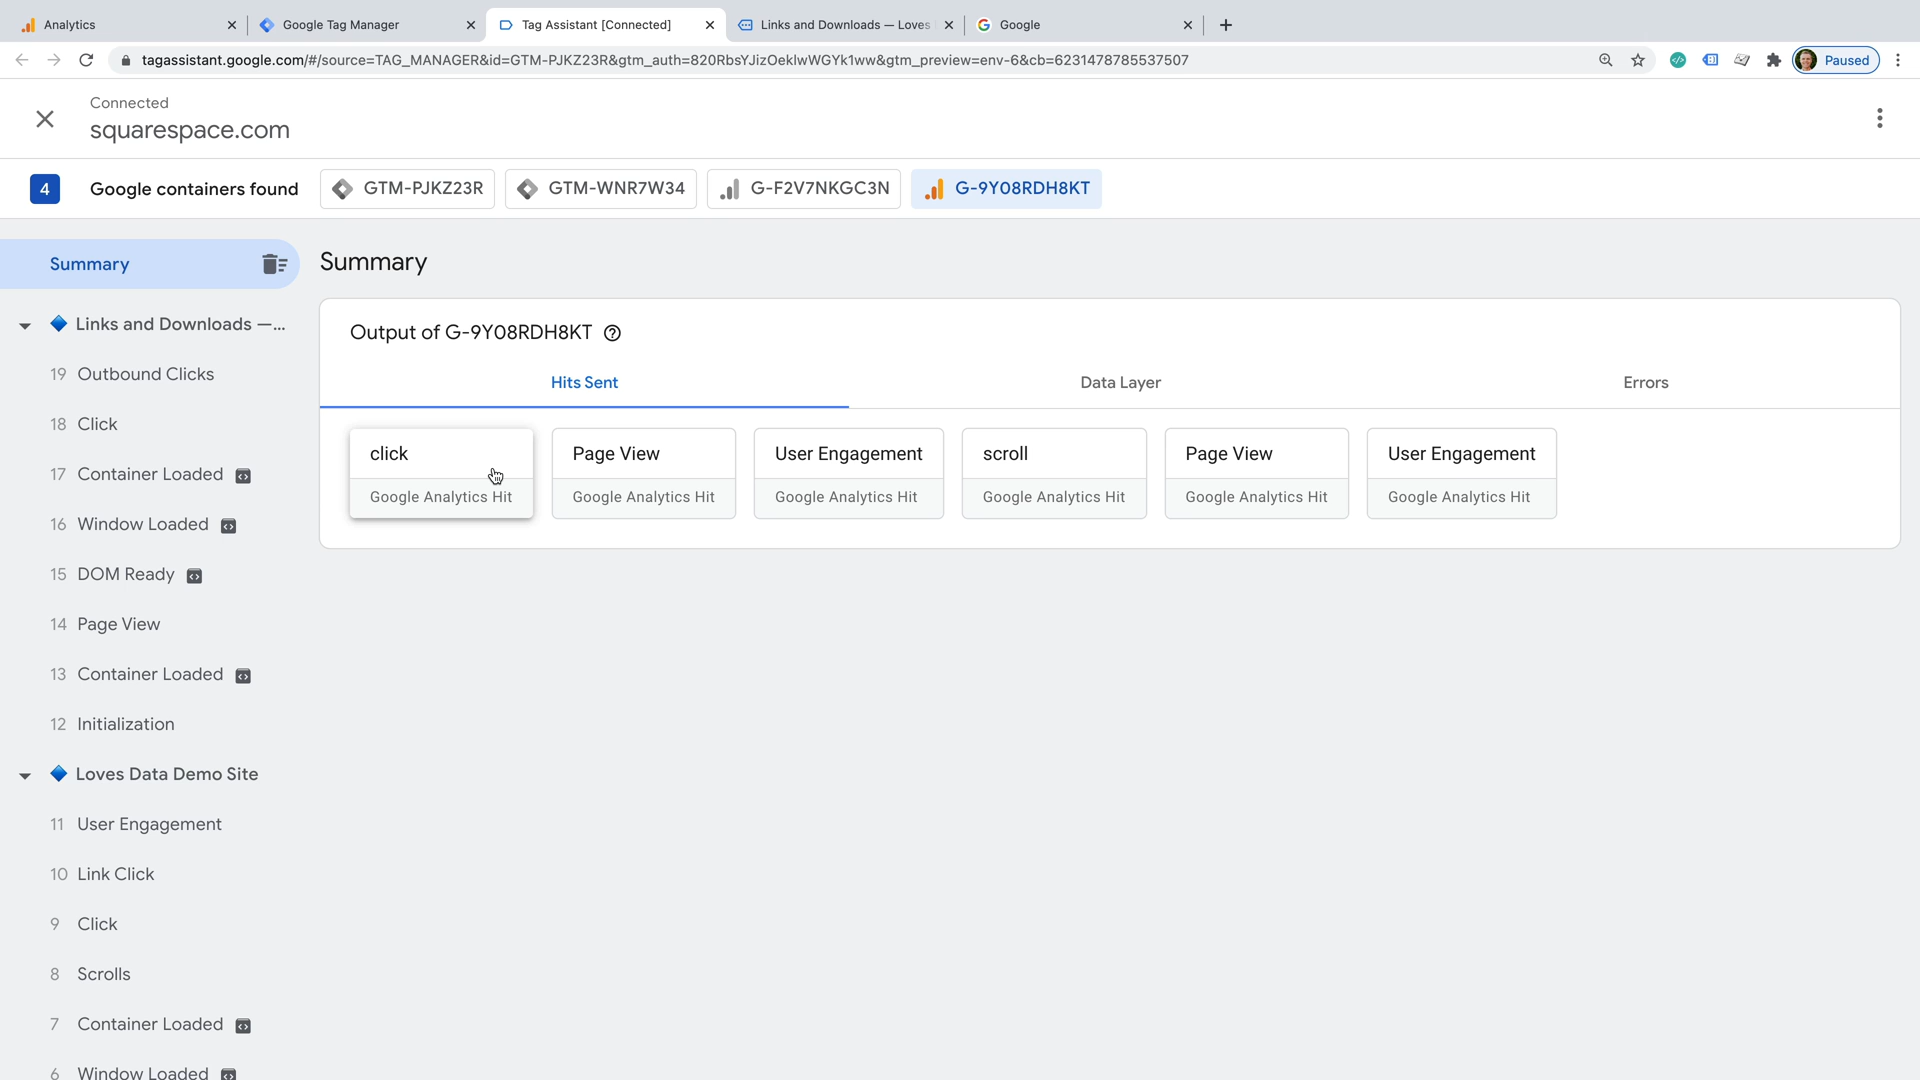 Analytics
Google Tag Manager
Tag Assistant [Connected]
Links and Downloads — Loves
Google
tagassistant.google.com/#/source=TAG_MANAGER&id=GTM-PJKZ23R&gtm_auth=820RbsYJizOeklwWGYk1ww&gtm_preview=env-6&cb=6231478785537507
Paused
Connected
squarespace.com
4
Google containers found
GTM-PJKZ23R
GTM-WNR7W34
G-F2V7NKGC3N
G-9Y08RDH8KT
Summary
Links and Downloads —...
19 Outbound Clicks
18 Click
17 Container Loaded
16 Window Loaded
15 DOM Ready
14 Page View
13 Container Loaded
12 Initialization
Loves Data Demo Site
11 User Engagement
10 Link Click
9 Click
8 Scrolls
7 Container Loaded
6 Window Loaded
Summary
Output of G-9Y08RDH8KT
Hits Sent
Data Layer
Errors
click
Google Analytics Hit
Page View
Google Analytics Hit
User Engagement
Google Analytics Hit
scroll
Google Analytics Hit
Page View
Google Analytics Hit
User Engagement
Google Analytics Hit